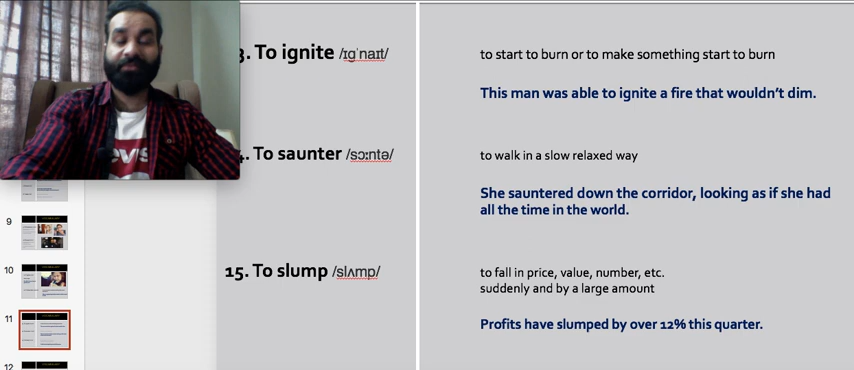 3. To ignite /ɪɡˈnaɪt/
to start to burn or to make something start to burn
This man was able to ignite a fire that wouldn't dim.
4. To saunter /sɔːntə/
to walk in a slow relaxed way
She sauntered down the corridor, looking as if she had
all the time in the world.
15. To slump /slʌmp/
to fall in price, value, number, etc.
suddenly and by a large amount
Profits have slumped by over 12% this quarter.
9
10
11
12